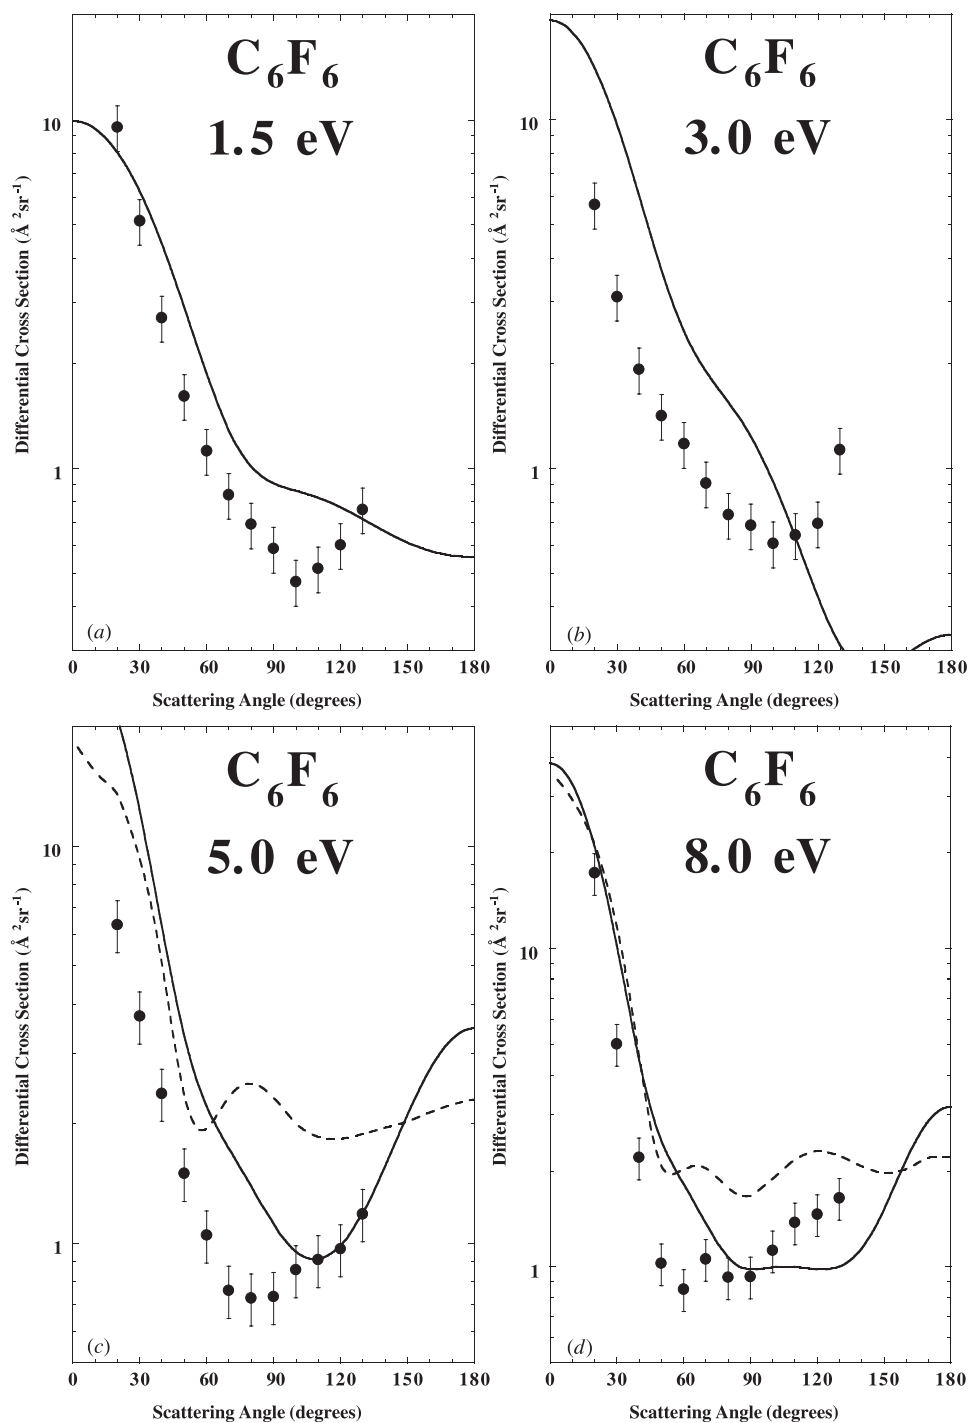 C6F6
1.5 eV
10
1
Differential Cross Section (Å ²sr⁻¹)
(a)
0 30 60 90 120 150 180
Scattering Angle (degrees)
C6F6
3.0 eV
10
1
Differential Cross Section (Å ²sr⁻¹)
(b)
0 30 60 90 120 150 180
Scattering Angle (degrees)
C6F6
5.0 eV
10
1
Differential Cross Section (Å ²sr⁻¹)
(c)
0 30 60 90 120 150 180
Scattering Angle (degrees)
C6F6
8.0 eV
10
1
Differential Cross Section (Å ²sr⁻¹)
(d)
0 30 60 90 120 150 180
Scattering Angle (degrees)